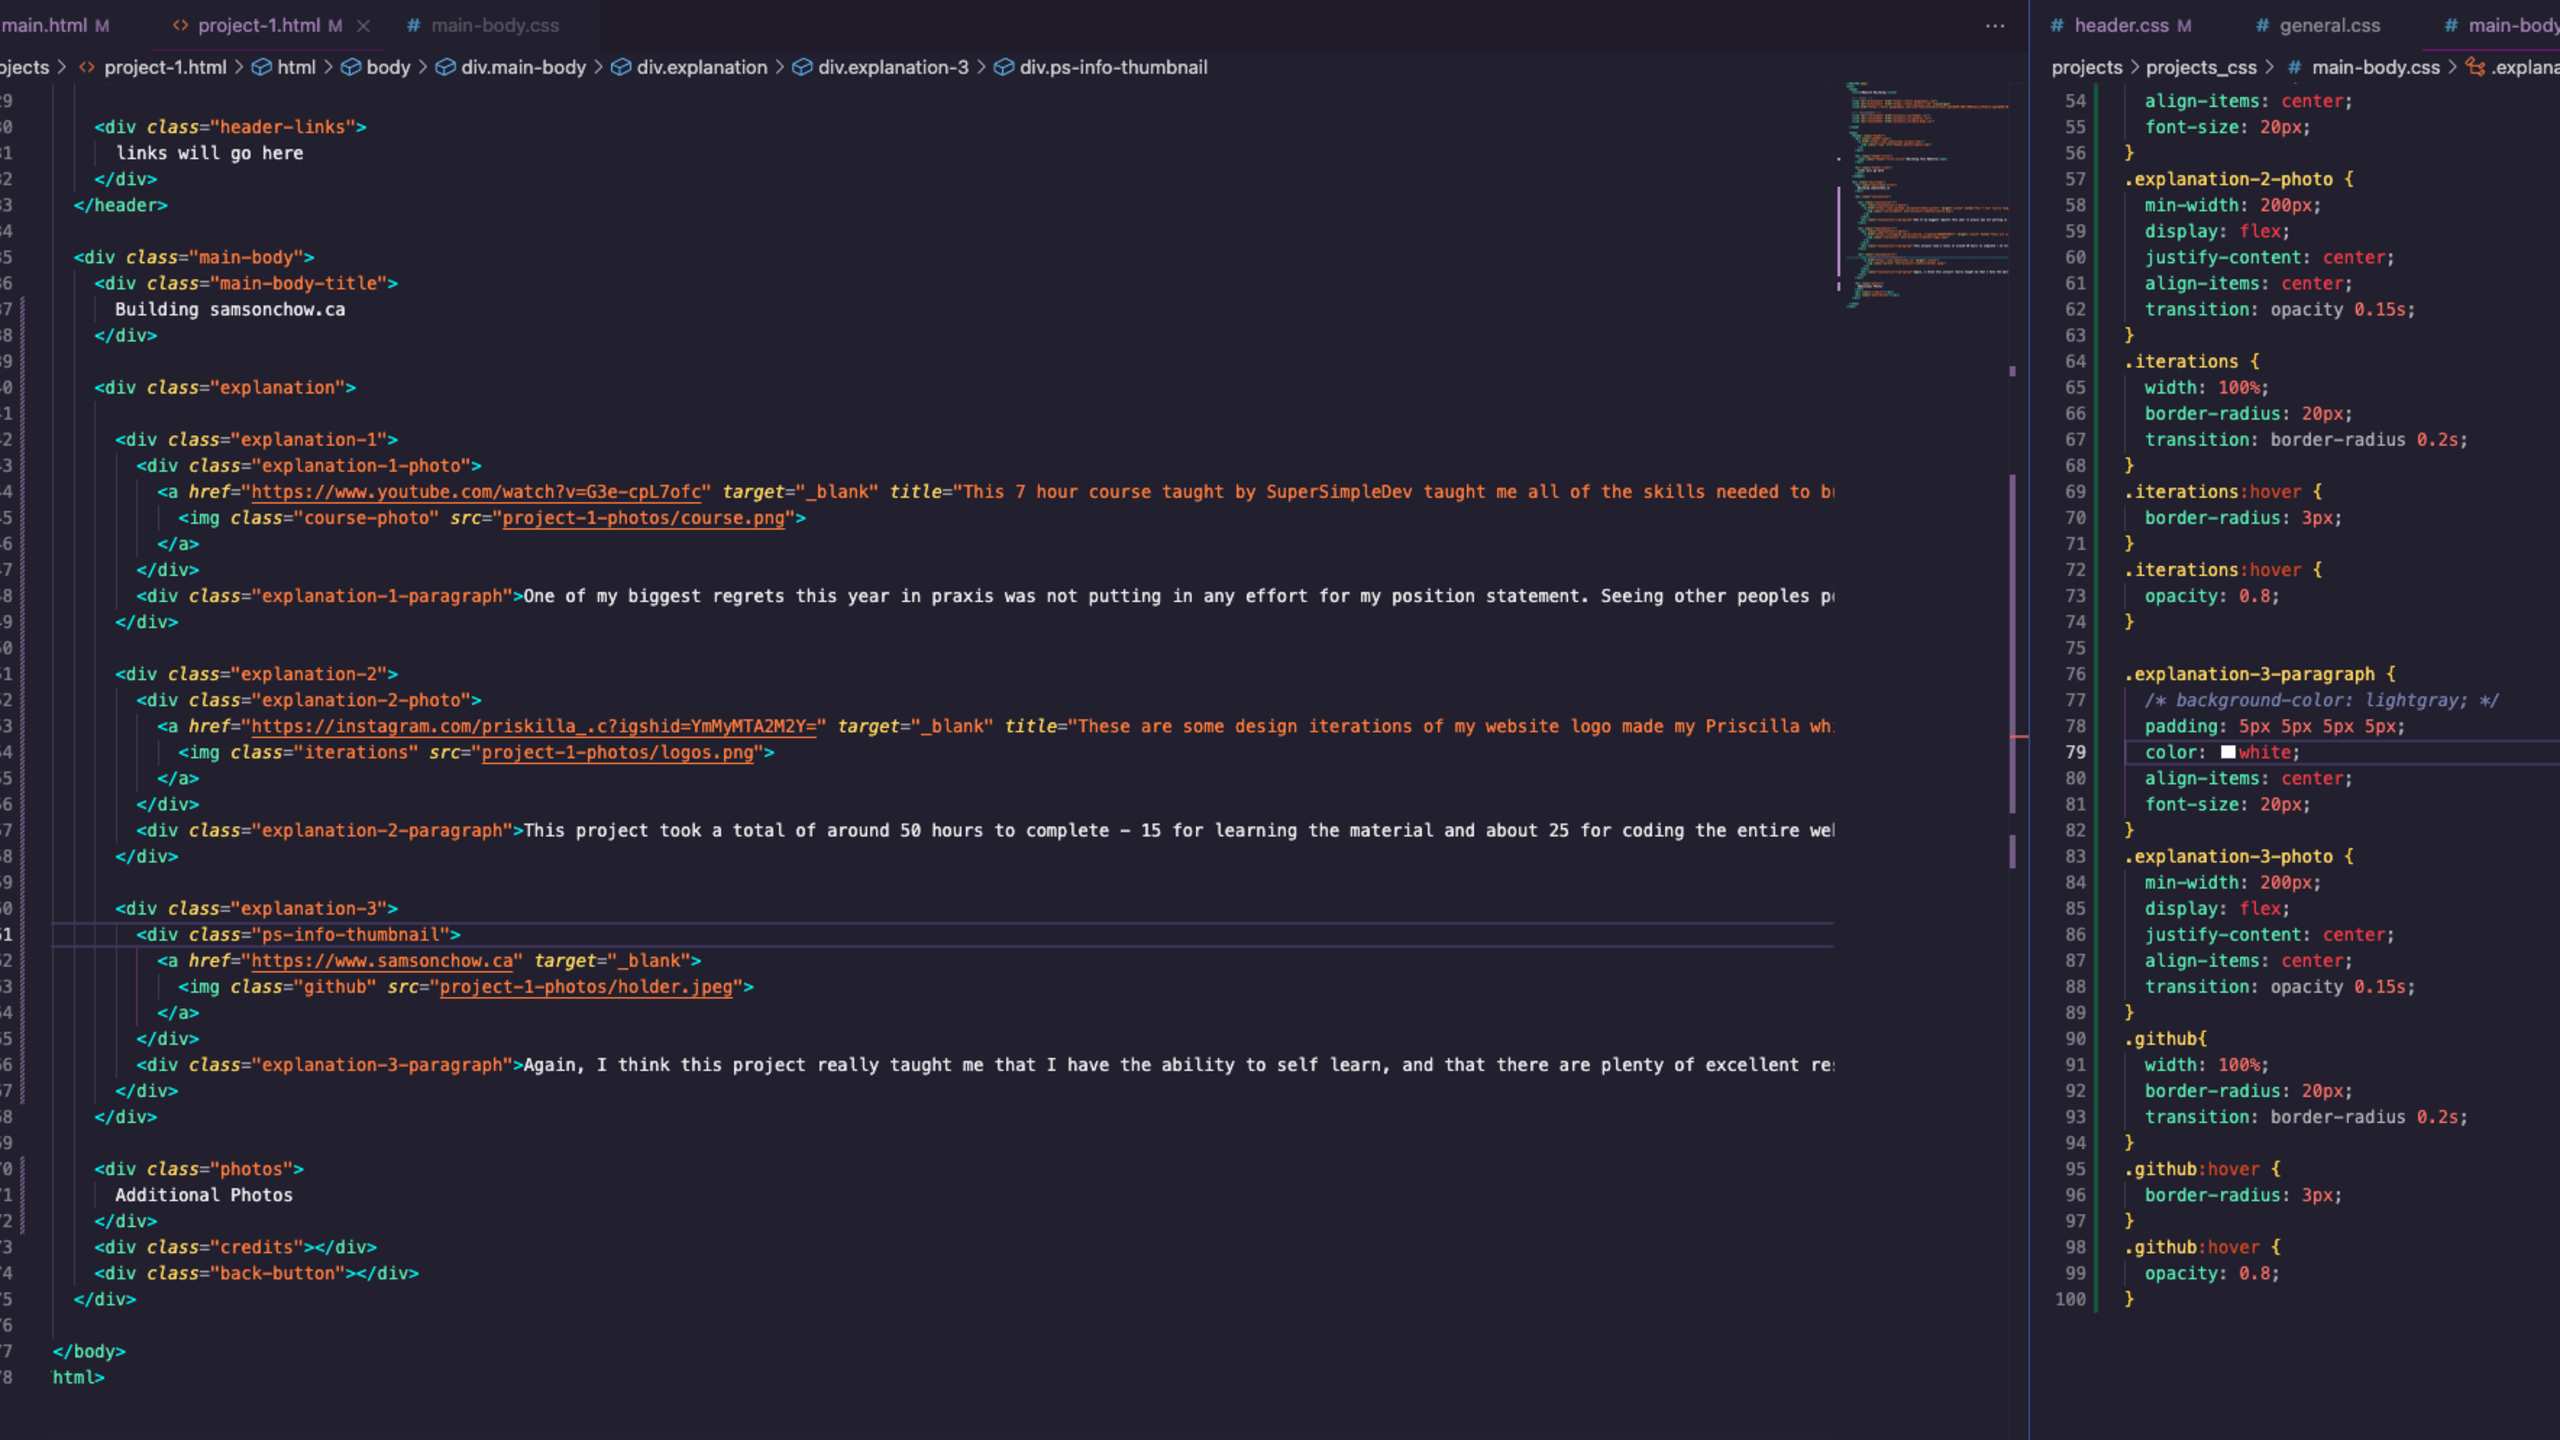 main.html M
project-1.html M
main-body.css
ojects > project-1.html > html > body > div.main-body > div.explanation > div.explanation-3 > div.ps-info-thumbnail
29
30 <div class="header-links">
31 links will go here
32 </div>
33 </header>
34
35 <div class="main-body">
36 <div class="main-body-title">
37 Building samsonchow.ca
38 </div>
39
40 <div class="explanation">
41
42 <div class="explanation-1">
43 <div class="explanation-1-photo">
44 <a href="https://www.youtube.com/watch?v=G3e-cpL7ofc" target="_blank" title="This 7 hour course taught by SuperSimpleDev taught me all of the skills needed to bu
45 <img class="course-photo" src="project-1-photos/course.png">
46 </a>
47 </div>
48 <div class="explanation-1-paragraph">One of my biggest regrets this year in praxis was not putting in any effort for my position statement. Seeing other peoples p
49 </div>
50
51 <div class="explanation-2">
52 <div class="explanation-2-photo">
53 <a href="https://instagram.com/priskilla_.c?igshid=YmMyMTA2M2Y=" target="_blank" title="These are some design iterations of my website logo made my Priscilla wh
54 <img class="iterations" src="project-1-photos/logos.png">
55 </a>
56 </div>
57 <div class="explanation-2-paragraph">This project took a total of around 50 hours to complete – 15 for learning the material and about 25 for coding the entire we
58 </div>
59
60 <div class="explanation-3">
61 <div class="ps-info-thumbnail">
62 <a href="https://www.samsonchow.ca" target="_blank">
63 <img class="github" src="project-1-photos/holder.jpeg">
64 </a>
65 </div>
66 <div class="explanation-3-paragraph">Again, I think this project really taught me that I have the ability to self learn, and that there are plenty of excellent re
67 </div>
68 </div>
69
70 <div class="photos">
71 Additional Photos
72 </div>
73 <div class="credits"></div>
74 <div class="back-button"></div>
75 </div>
76
77 </body>
78 html>
header.css M
general.css
main-body
projects > projects_css > main-body.css > .explana
54 align-items: center;
55 font-size: 20px;
56 }
57 .explanation-2-photo {
58 min-width: 200px;
59 display: flex;
60 justify-content: center;
61 align-items: center;
62 transition: opacity 0.15s;
63 }
64 .iterations {
65 width: 100%;
66 border-radius: 20px;
67 transition: border-radius 0.2s;
68 }
69 .iterations:hover {
70 border-radius: 3px;
71 }
72 .iterations:hover {
73 opacity: 0.8;
74 }
75
76 .explanation-3-paragraph {
77 /* background-color: lightgray; */
78 padding: 5px 5px 5px 5px;
79 color: white;
80 align-items: center;
81 font-size: 20px;
82 }
83 .explanation-3-photo {
84 min-width: 200px;
85 display: flex;
86 justify-content: center;
87 align-items: center;
88 transition: opacity 0.15s;
89 }
90 .github{
91 width: 100%;
92 border-radius: 20px;
93 transition: border-radius 0.2s;
94 }
95 .github:hover {
96 border-radius: 3px;
97 }
98 .github:hover {
99 opacity: 0.8;
100 }